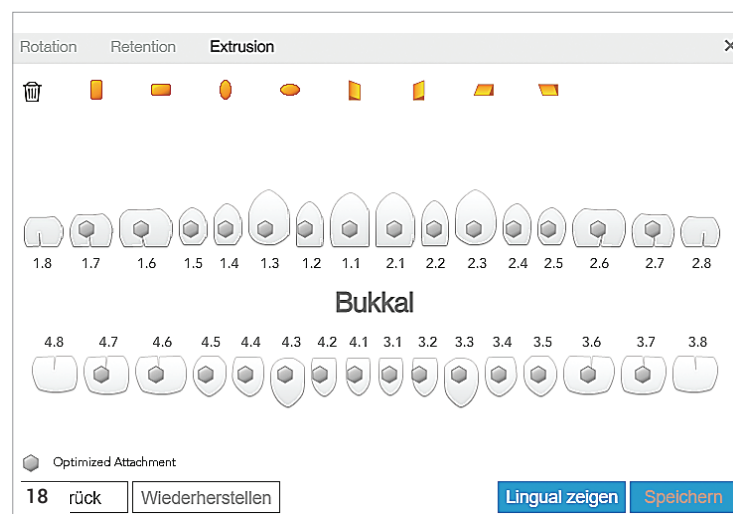 Rotation Retention Extrusion ×
1.8 1.7 1.6 1.5 1.4 1.3 1.2 1.1 2.1 2.2 2.3 2.4 2.5 2.6 2.7 2.8
Bukkal
4.8 4.7 4.6 4.5 4.4 4.3 4.2 4.1 3.1 3.2 3.3 3.4 3.5 3.6 3.7 3.8
Optimized Attachment
18 rück Wiederherstellen Lingual zeigen Speichern